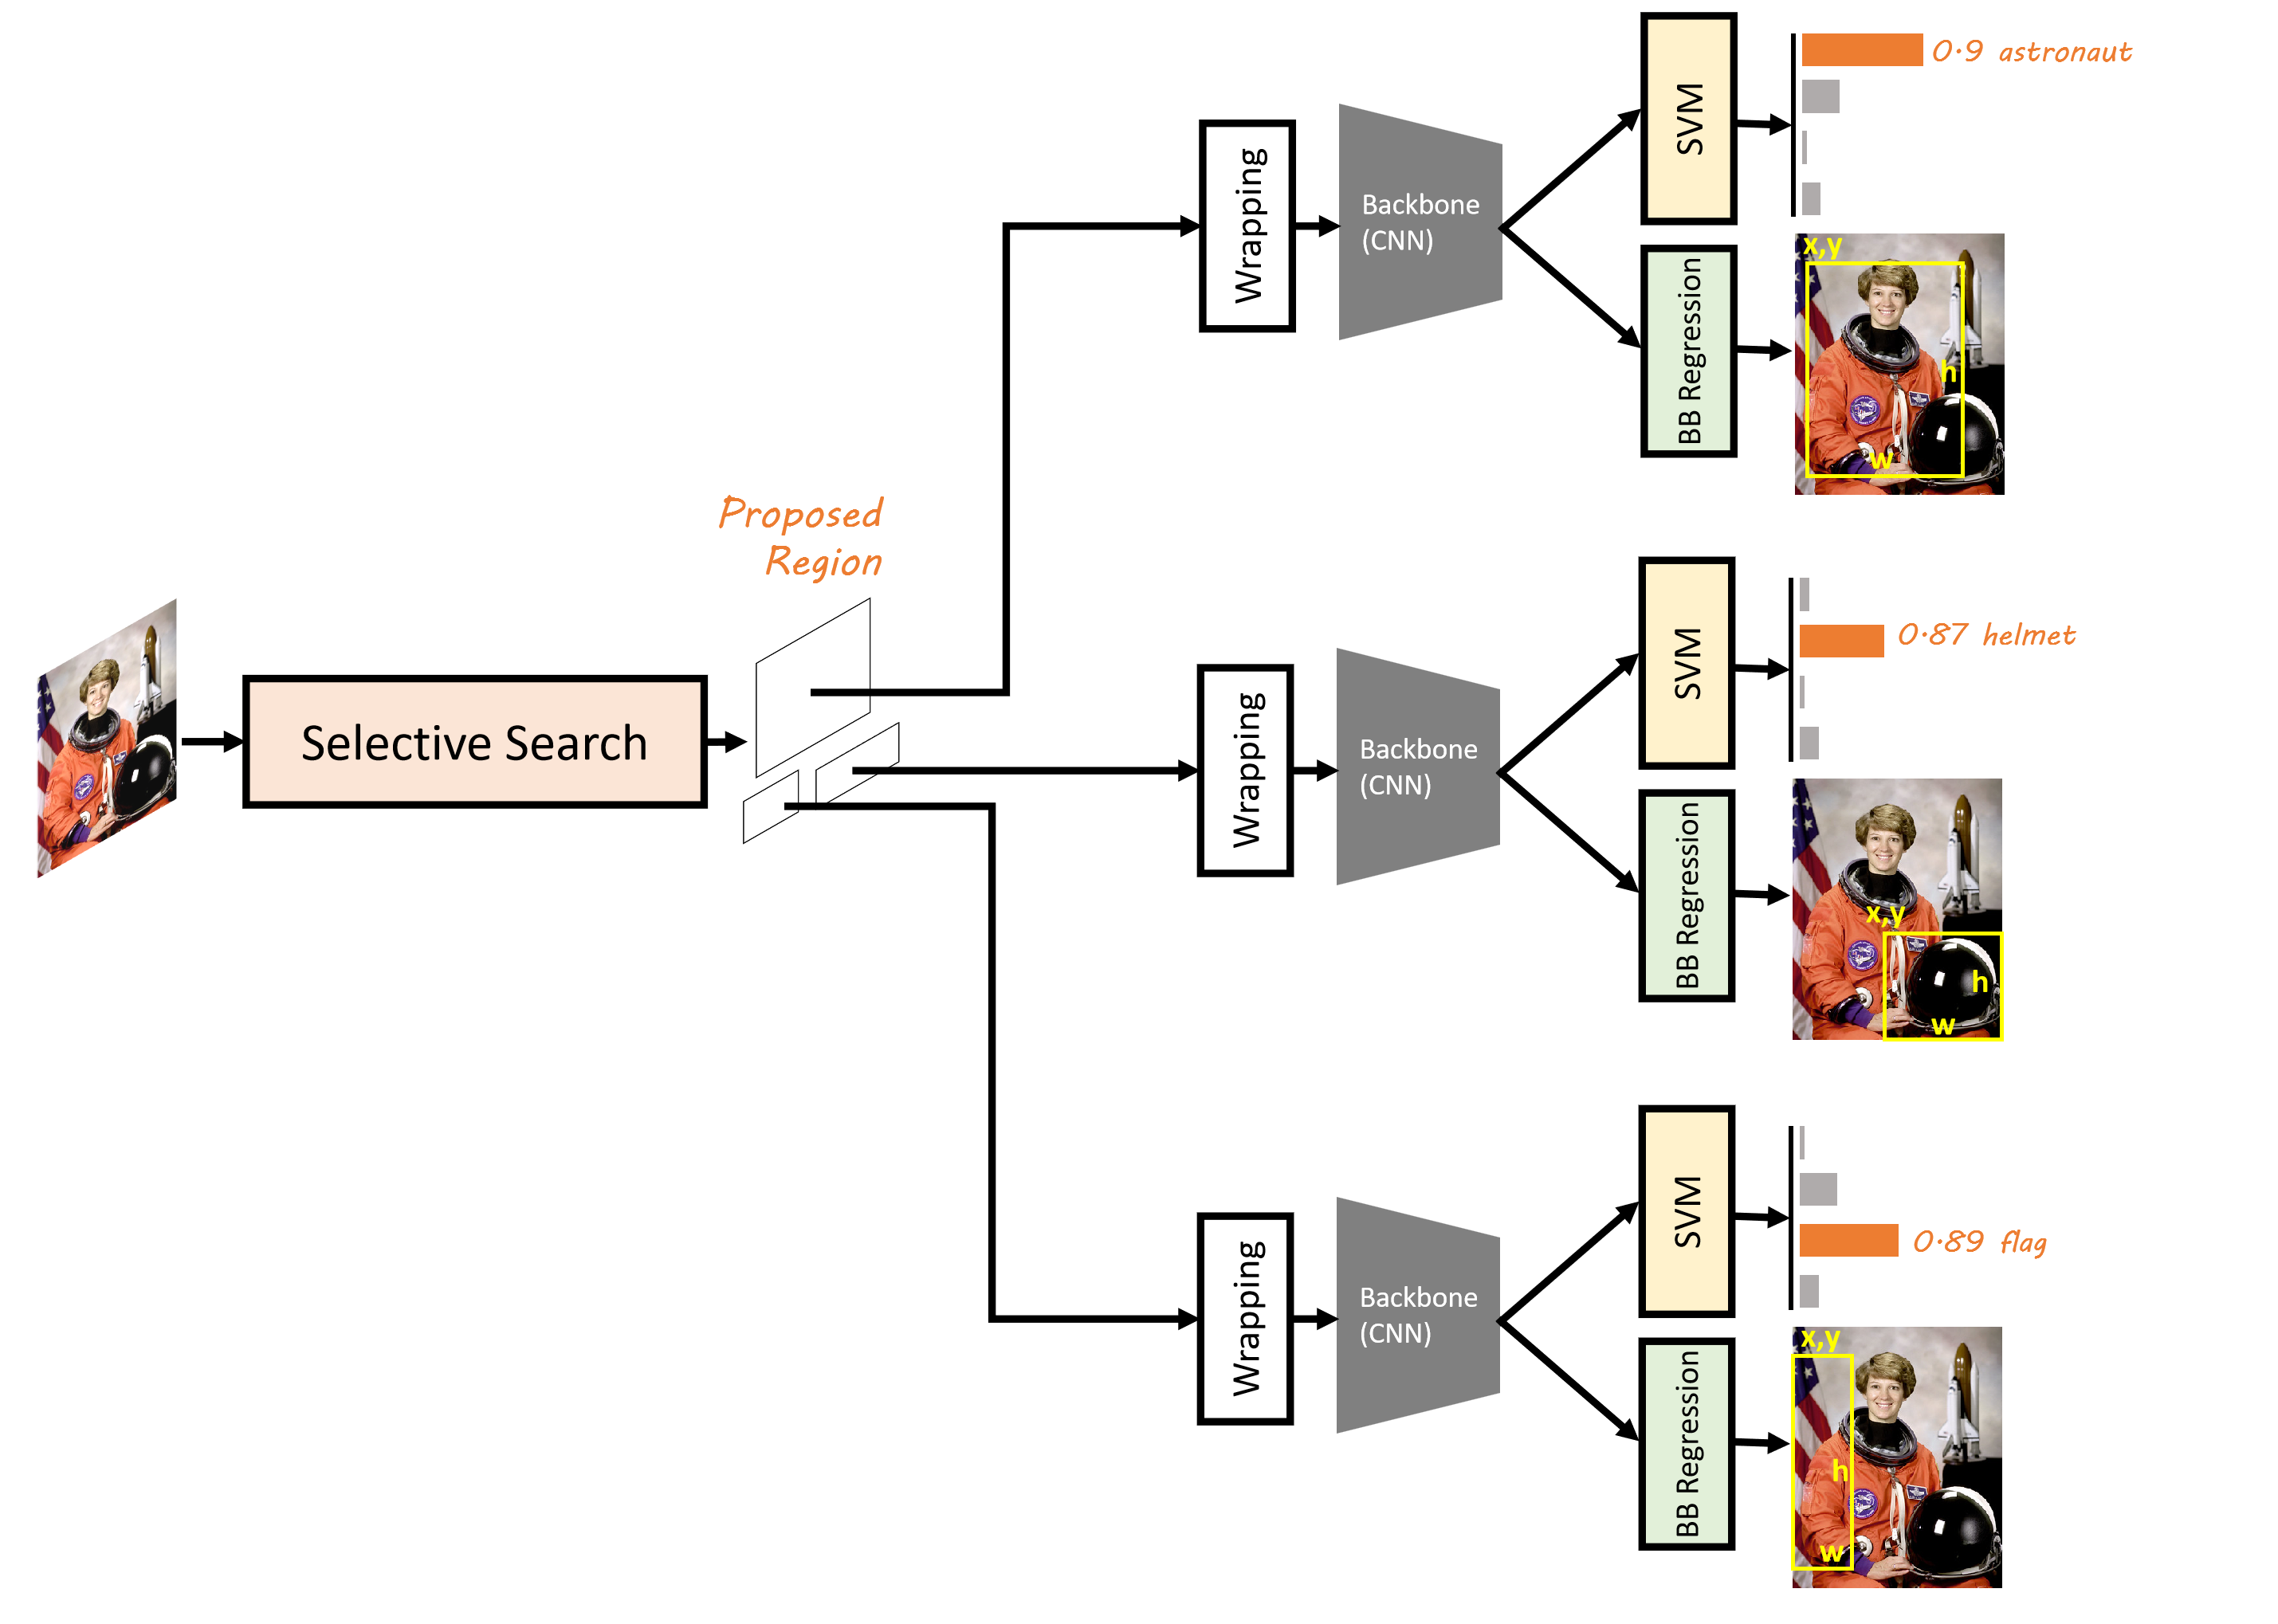 Selective Search
Proposed
Region
Wrapping
Backbone
(CNN)
SVM
0.9 astronaut
BB Regression
x,y
h
w
Wrapping
Backbone
(CNN)
SVM
0.87 helmet
BB Regression
x,y
h
w
Wrapping
Backbone
(CNN)
SVM
0.89 flag
BB Regression
x,y
h
w